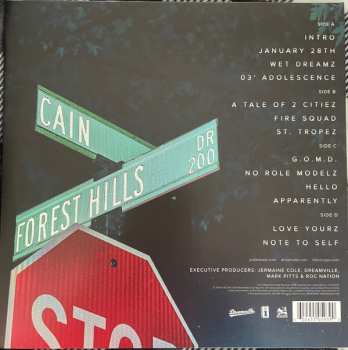 SIDE A
INTRO
JANUARY 28TH
WET DREAMZ
03' ADOLESCENCE
SIDE B
A TALE OF 2 CITIEZ
FIRE SQUAD
ST. TROPEZ
SIDE C
G.O.M.D.
NO ROLE MODELZ
HELLO
APPARENTLY
SIDE D
LOVE YOURZ
NOTE TO SELF
EXECUTIVE PRODUCERS: JERMAINE COLE, DREAMVILLE,
MARK PITTS & ROC NATION
CAIN
DR
200
FOREST HILLS
STO